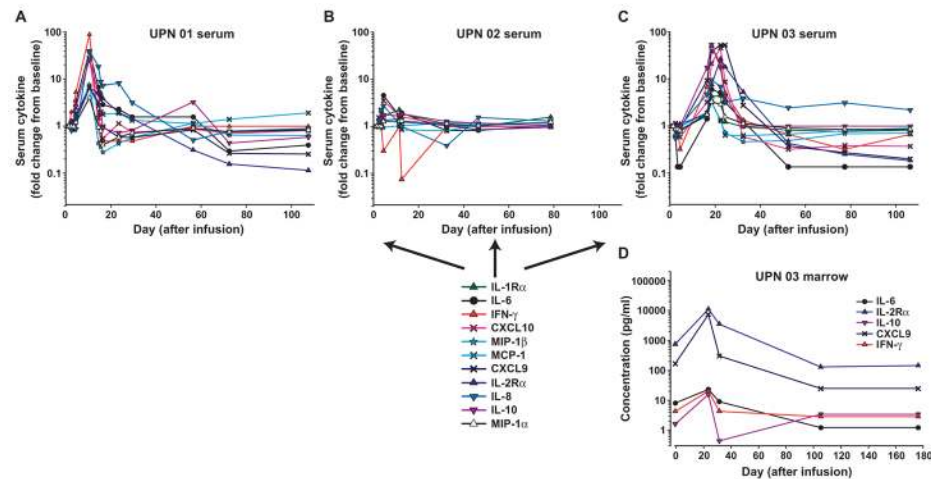 A
UPN 01 serum
Serum cytokine
(fold change from baseline)
100
10
1
0.1
0 20 40 60 80 100
Day (after infusion)
B
UPN 02 serum
Serum cytokine
(fold change from baseline)
100
10
1
0.1
0 20 40 60 80 100
Day (after infusion)
C
UPN 03 serum
Serum cytokine
(fold change from baseline)
100
10
1
0.1
0 20 40 60 80 100
Day (after infusion)
IL-1Rα
IL-6
IFN-γ
CXCL10
MIP-1β
MCP-1
CXCL9
IL-2Rα
IL-8
IL-10
MIP-1α
D
UPN 03 marrow
Concentration (pg/ml)
100000
10000
1000
100
10
1
0 20 40 60 80 100 120 140 160 180
Day (after infusion)
IL-6
IL-2Rα
IL-10
CXCL9
IFN-γ